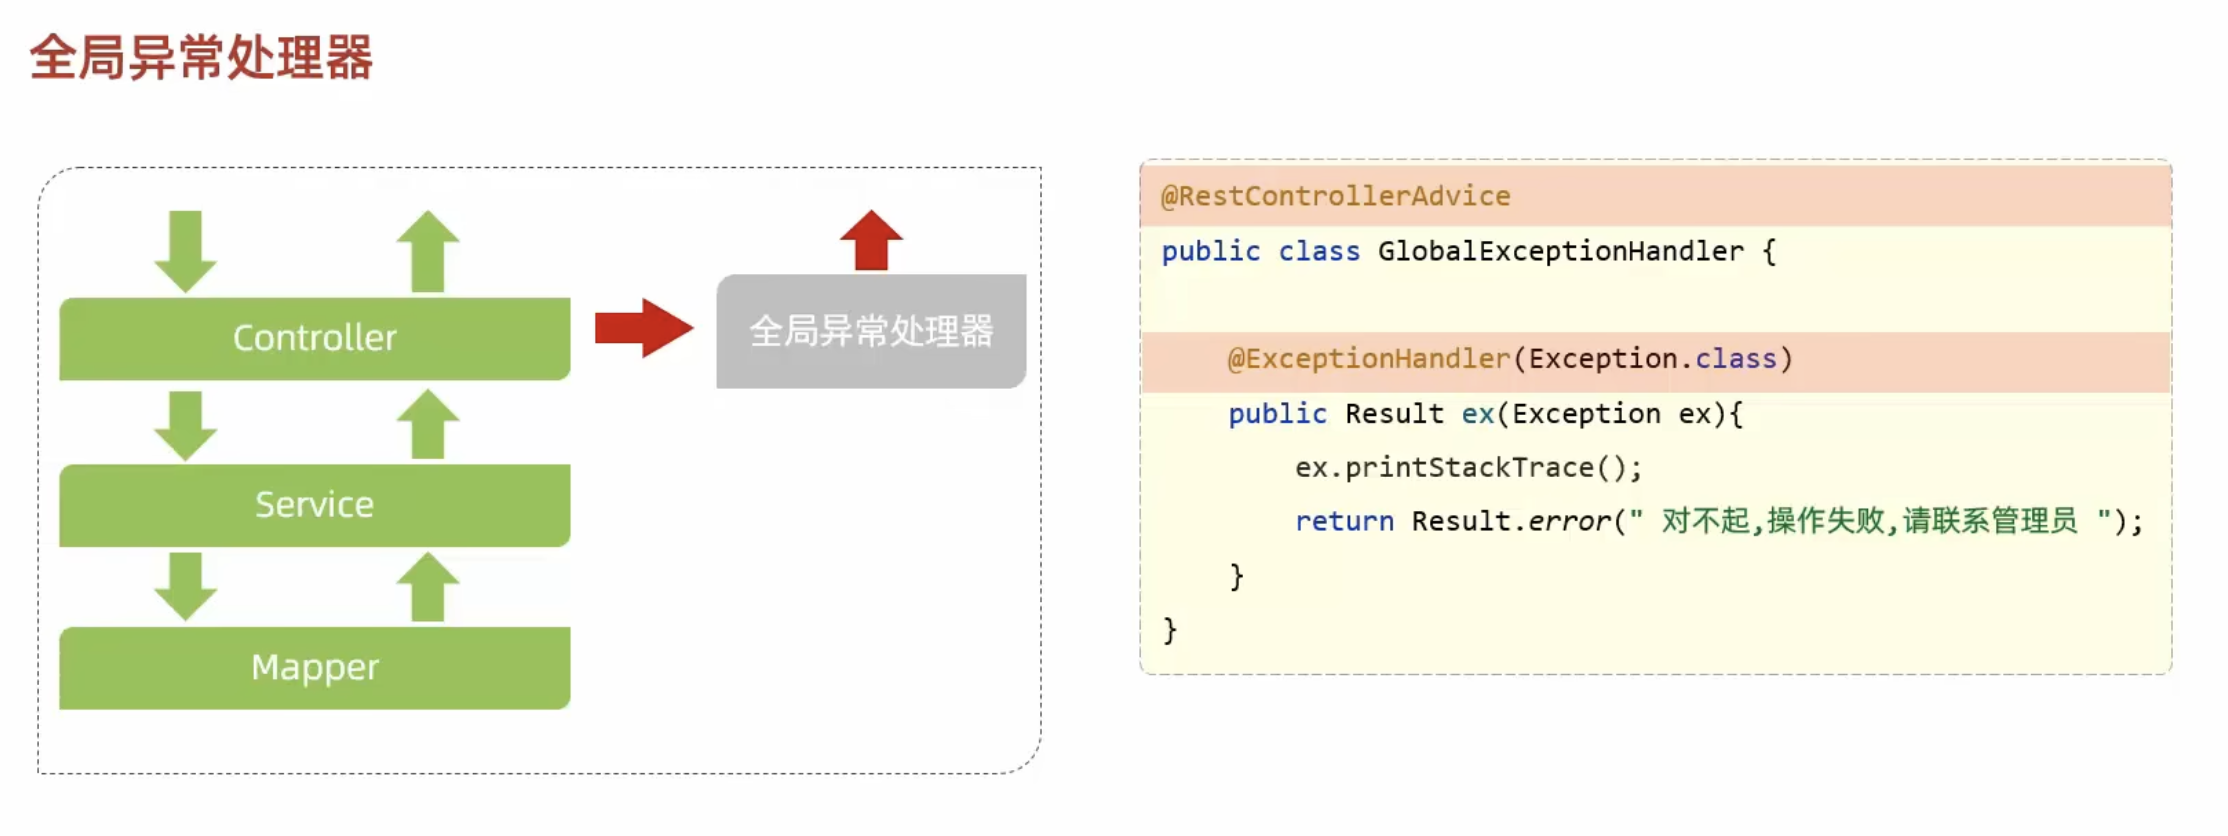 全局异常处理器
Controller
全局异常处理器
Service
Mapper
@RestControllerAdvice
public class GlobalExceptionHandler {
@ExceptionHandler(Exception.class)
public Result ex(Exception ex){
ex.printStackTrace();
return Result.error(" 对不起,操作失败,请联系管理员 ");
}
}